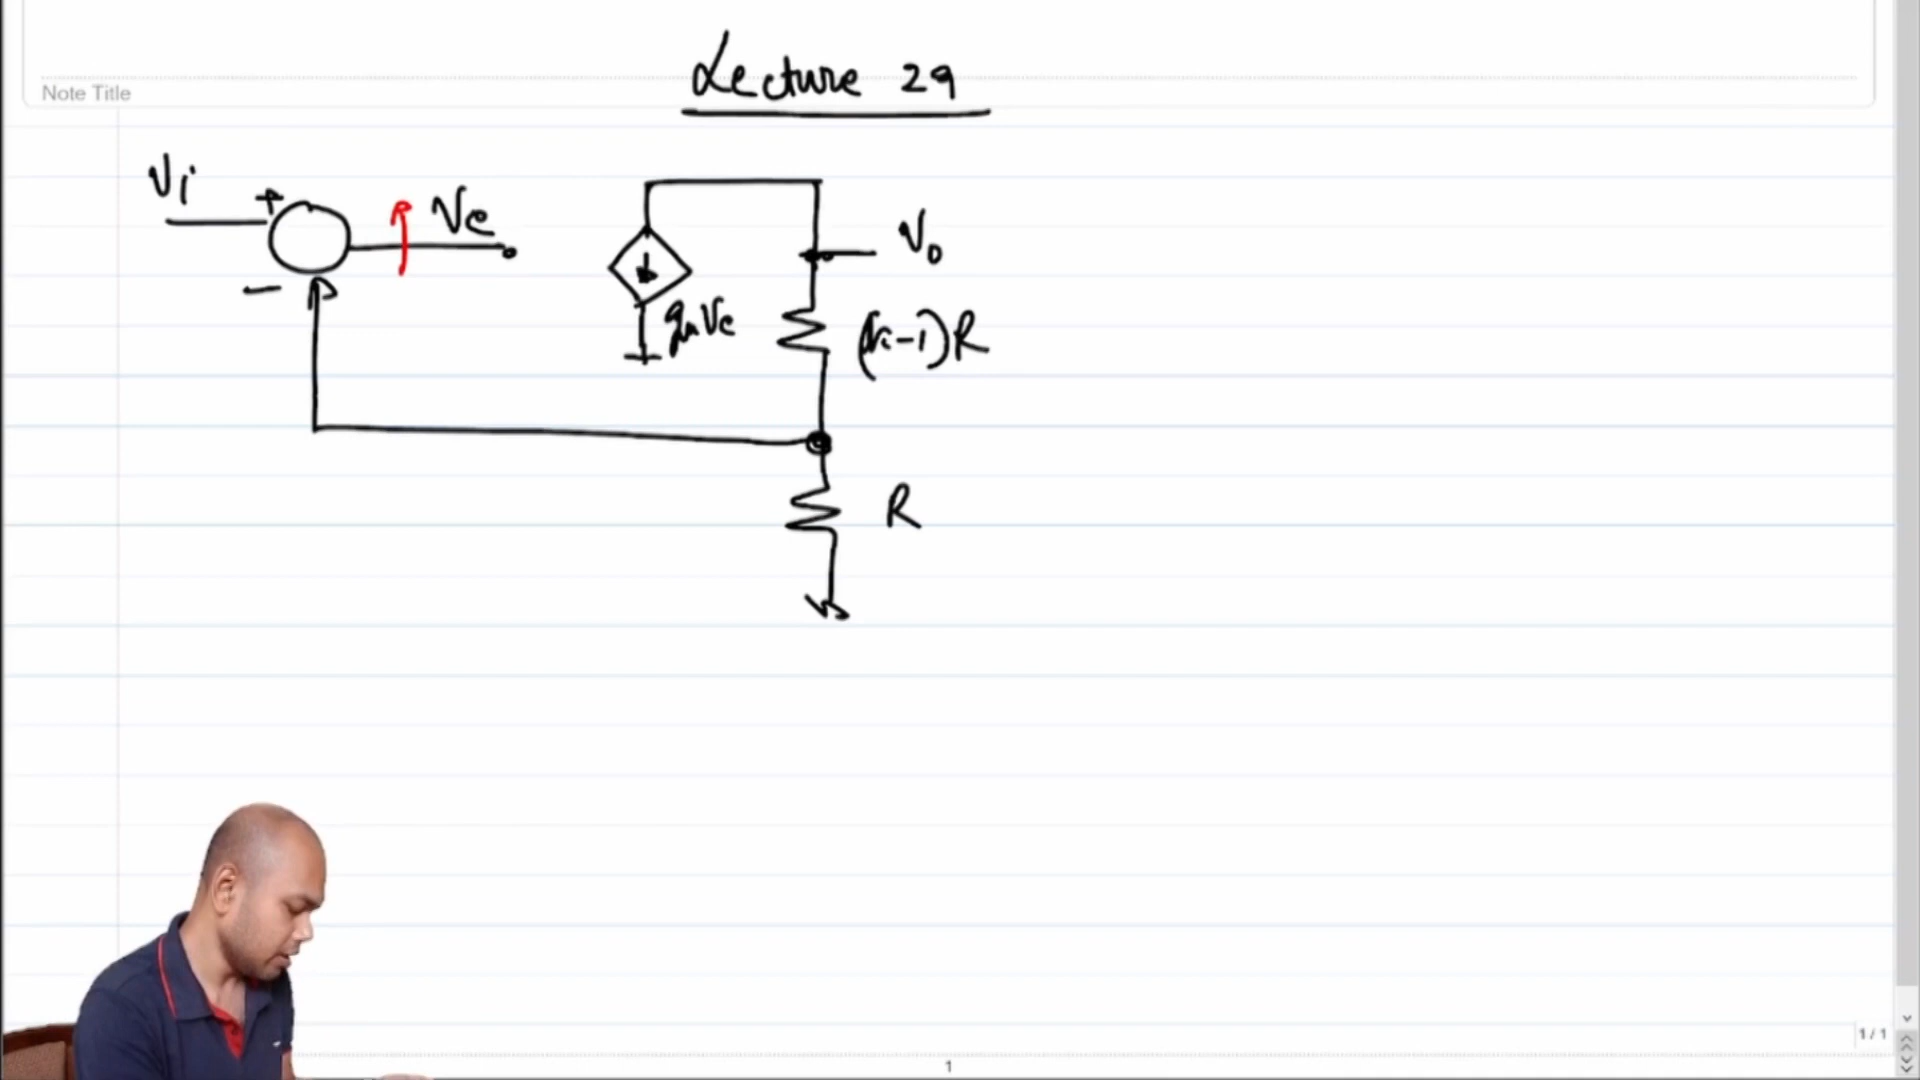 Lecture 29
Note Title
Vi
+
Ve
Vo
-
gmVe
(k-1)R
R
1 / 1
1